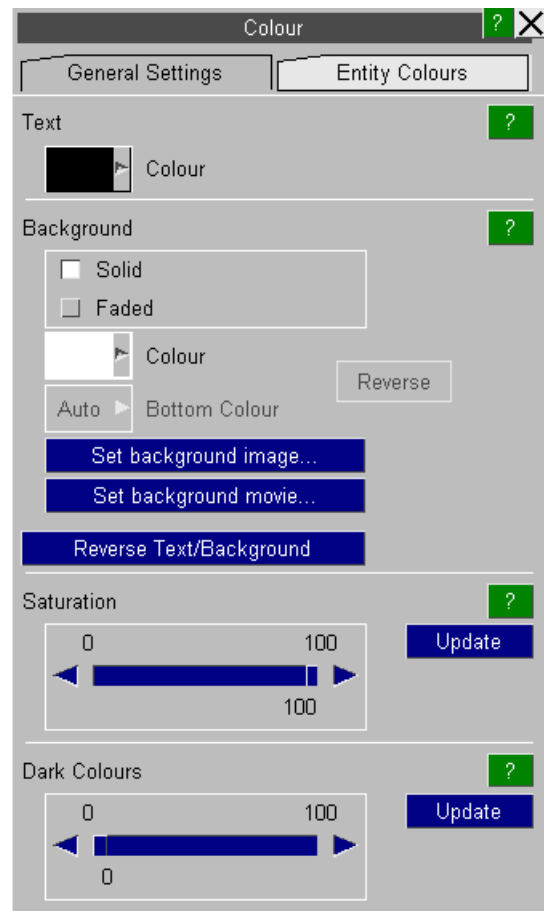 Colour ?
General Settings Entity Colours
Text ?
Colour
Background ?
Solid
Faded
Colour
Reverse
Auto Bottom Colour
Set background image...
Set background movie...
Reverse Text/Background
Saturation ?
0 100 Update
100
Dark Colours ?
0 100 Update
0